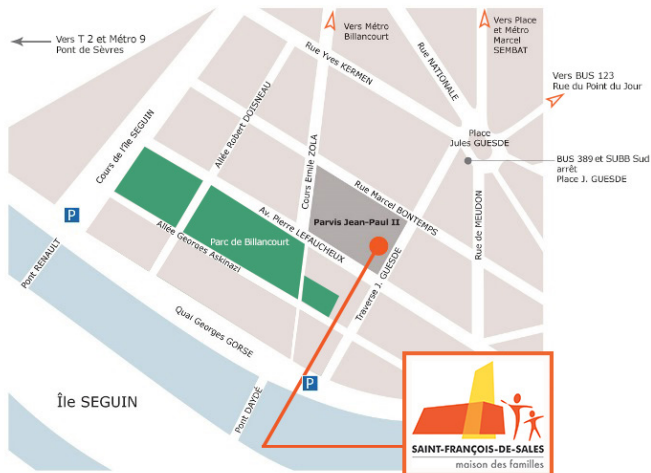 Vers T 2 et Métro 9
Pont de Sèvres
Vers Métro
Billancourt
Vers Place
et Métro
Marcel
SEMBAT
Vers BUS 123
Rue du Point du Jour
Rue Yves KERMEN
Rue NATIONALE
Place
Jules GUESDE
BUS 389 et SUBB Sud
arrêt
Place J. GUESDE
Cours de l'île SEGUIN
Allée Robert DOISNEAU
Cours Emile ZOLA
Rue Marcel BONTEMPS
Rue de MEUDON
Parvis Jean-Paul II
Av. Pierre LEFAUCHEUX
Parc de Billancourt
Allée Georges Askinazi
Traverse J. GUESDE
P
Pont RENAULT
Quai Georges GORSE
P
Île SEGUIN
Pont DAYDÉ
SAINT-FRANÇOIS-DE-SALES
maison des familles